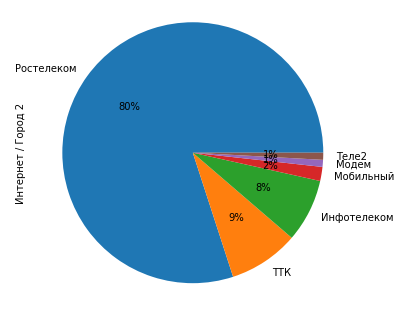 Ростелеком
80%
Интернет / Город 2
1%
Теле2
1%
Модем
2%
Мобильный
8%
Инфотелеком
9%
ТТК